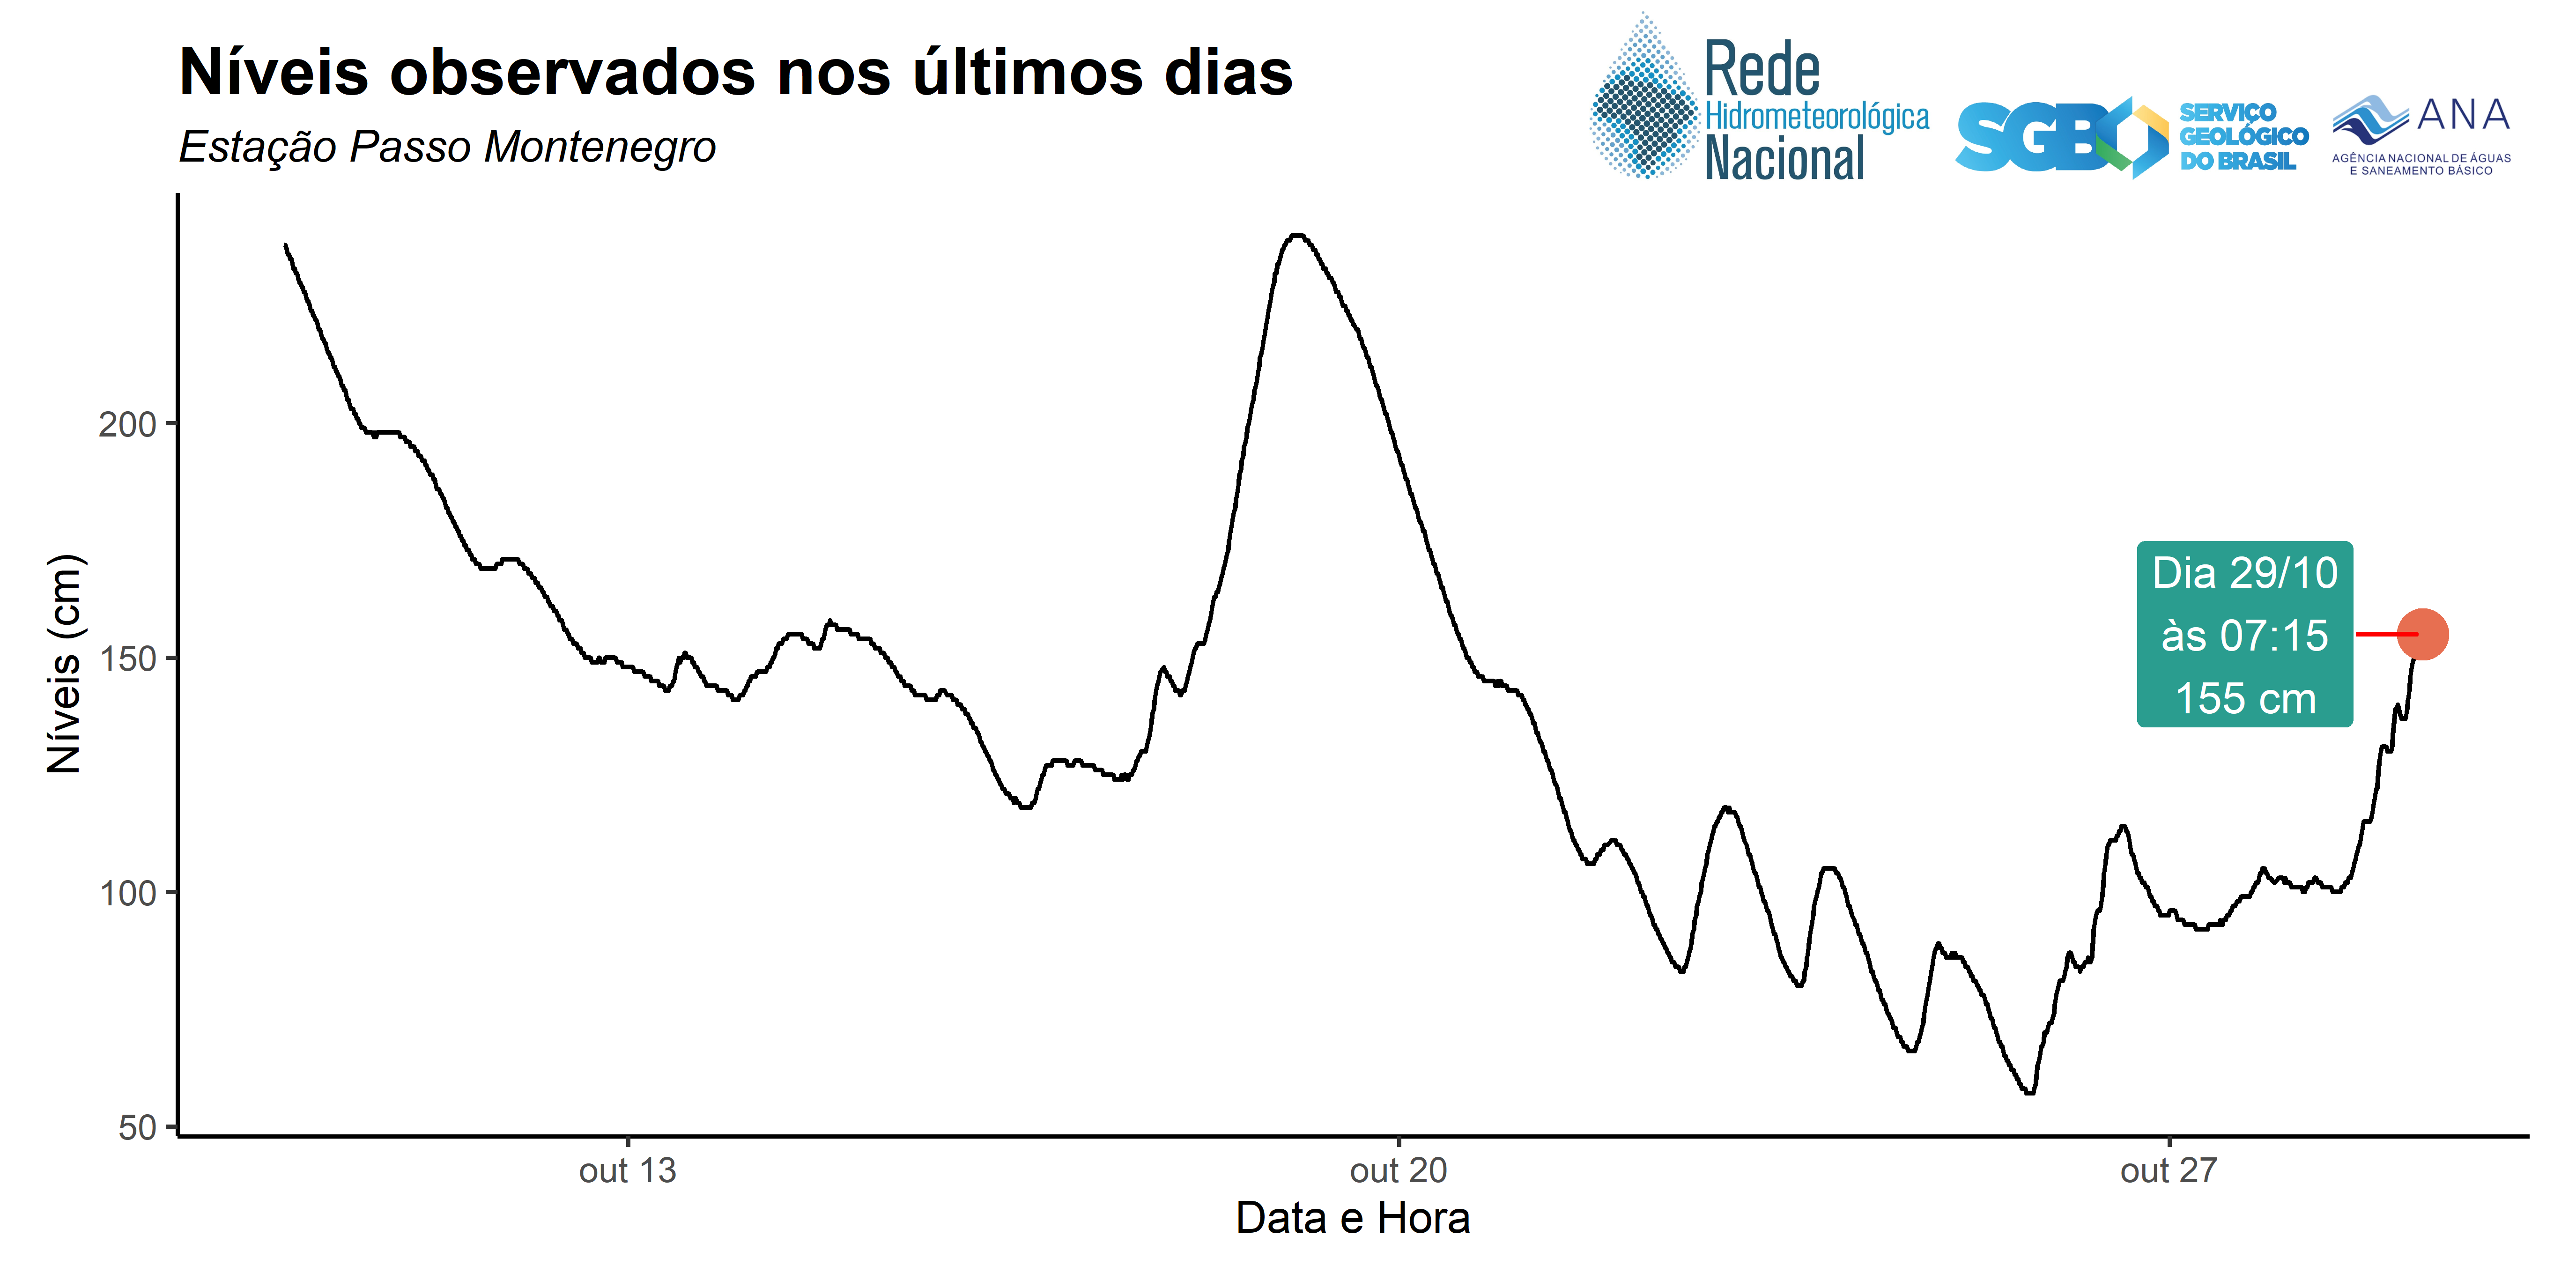 Níveis observados nos últimos dias
Estação Passo Montenegro
Rede
Hidrometeorológica
Nacional
SGB
SERVIÇO
GEOLÓGICO
DO BRASIL
ANA
AGÊNCIA NACIONAL DE ÁGUAS
E SANEAMENTO BÁSICO
Níveis (cm)
200
150
100
50
Dia 29/10
às 07:15
155 cm
out 13
out 20
out 27
Data e Hora